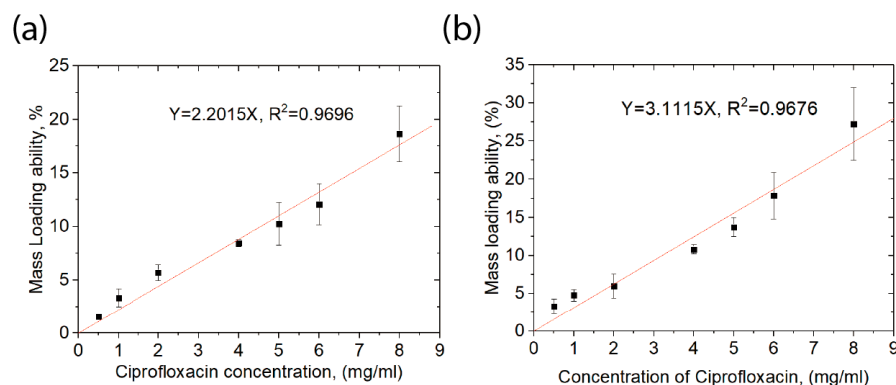 (a)
(b)
25
20
15
10
5
0
Mass Loading ability, %
Y=2.2015X, R²=0.9696
0 1 2 3 4 5 6 7 8 9
Ciprofloxacin concentration, (mg/ml)
35
30
25
20
15
10
5
0
Mass loading ability, (%)
Y=3.1115X, R²=0.9676
0 1 2 3 4 5 6 7 8 9
Concentration of Ciprofloxacin, (mg/ml)